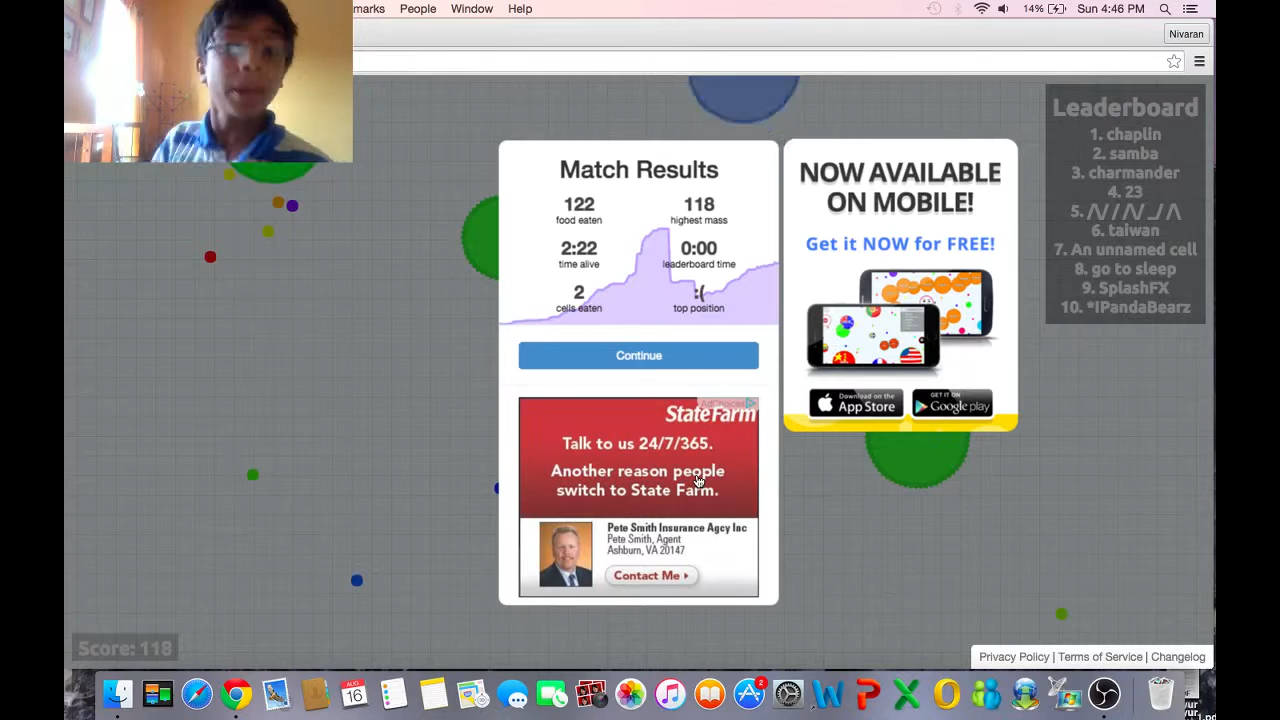 marks People Window Help 14% Sun 4:46 PM
Nivaran
Match Results
122 118
food eaten highest mass
2:22 0:00
time alive leaderboard time
2 :(
cells eaten top position
Continue
AdChoices
StateFarm
Talk to us 24/7/365.
Another reason people
switch to State Farm.
Pete Smith Insurance Agcy Inc
Pete Smith, Agent
Ashburn, VA 20147
Contact Me
NOW AVAILABLE
ON MOBILE!
Get it NOW for FREE!
Download on the
App Store
GET IT ON
Google play
Leaderboard
1. chaplin
2. samba
3. charmander
4. 23
6. taiwan
7. An unnamed cell
8. go to sleep
9. SplashFX
10. *IPandaBearz
Score: 118
Privacy Policy | Terms of Service | Changelog
AUG
16
2